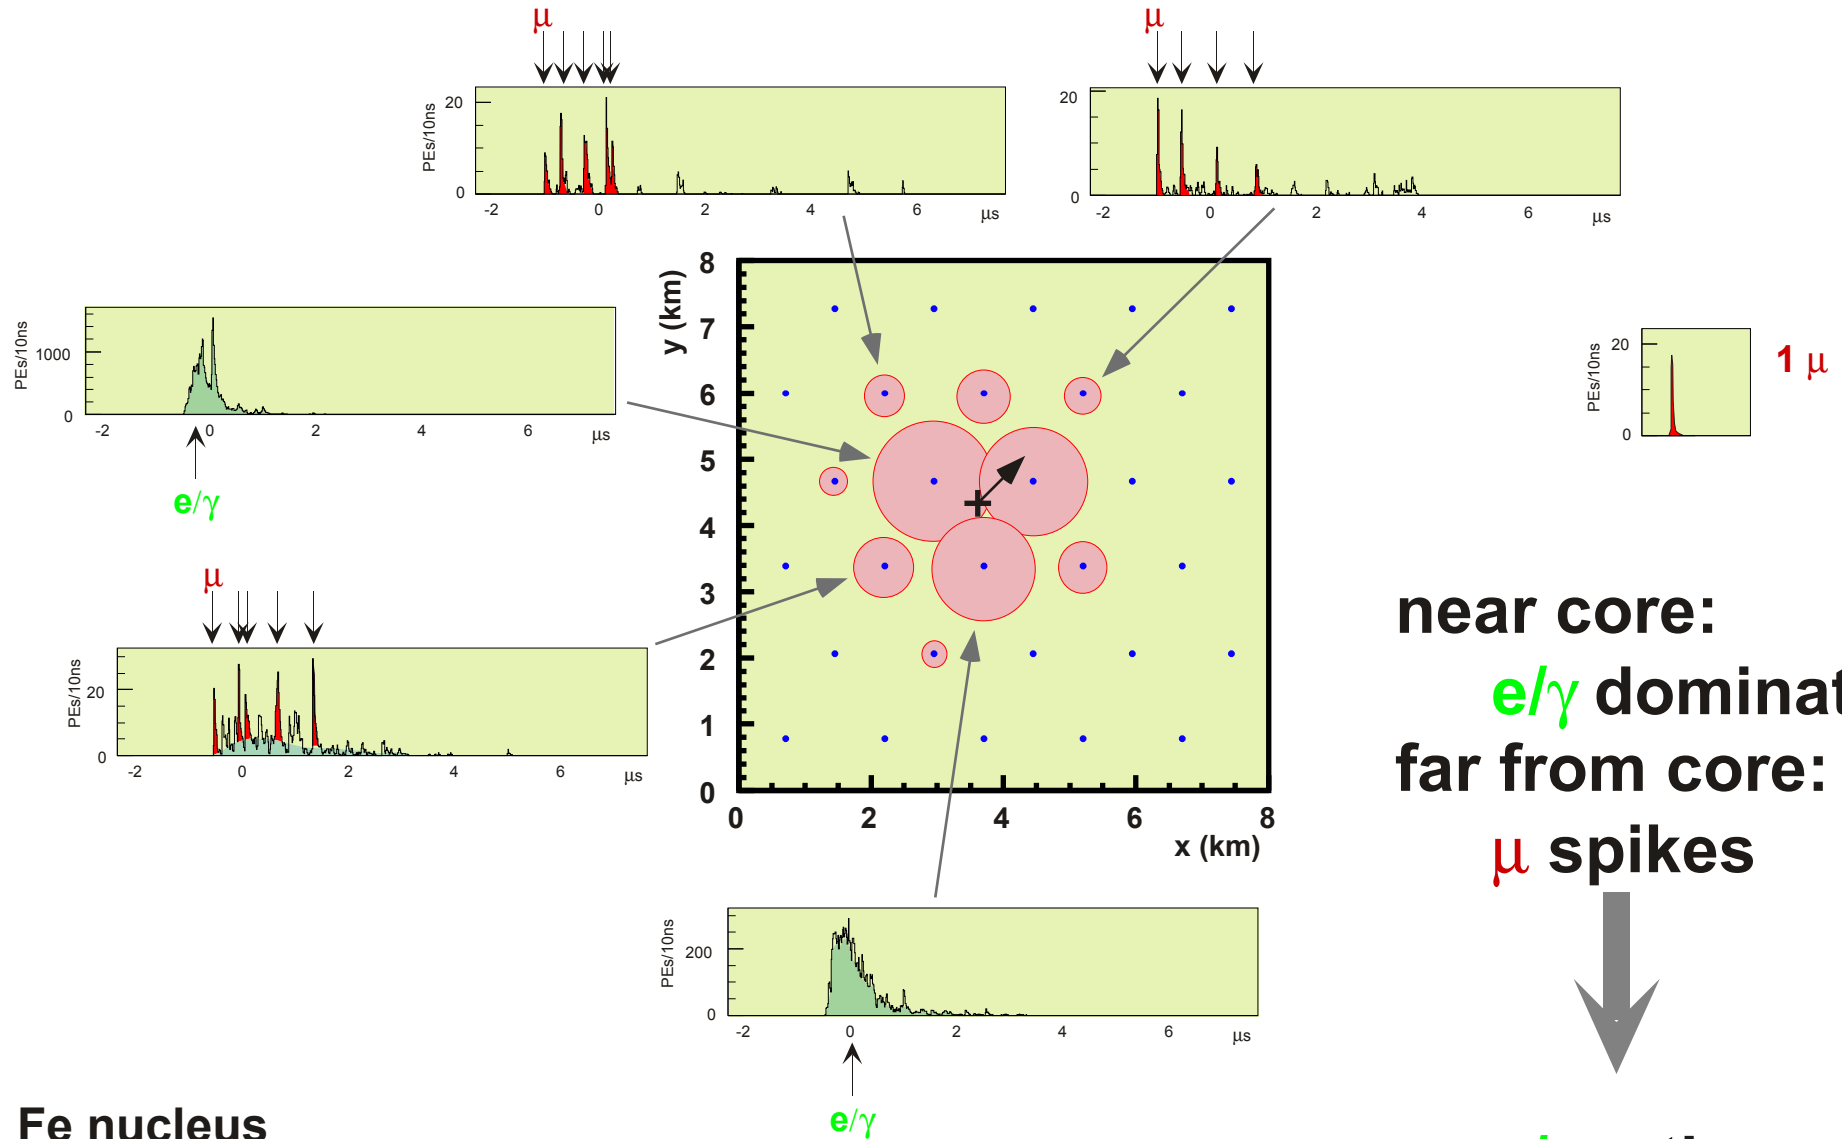 μ
μ
20
0
PEs/10ns
-2 0 2 4 6 μs
20
0
-2 0 2 4 6 μs
PEs/10ns
1000
0
-2 0 2 4 6 μs
e/γ
y (km)
8
7
6
5
4
3
2
1
0
0 2 4 6 8
x (km)
PEs/10ns
20
0
1 μ
μ
PEs/10ns
20
0
-2 0 2 4 6 μs
near core:
e/γ dominat
far from core:
μ spikes
PEs/10ns
200
0
-2 0 2 4 6 μs
e/γ
Fe nucleus